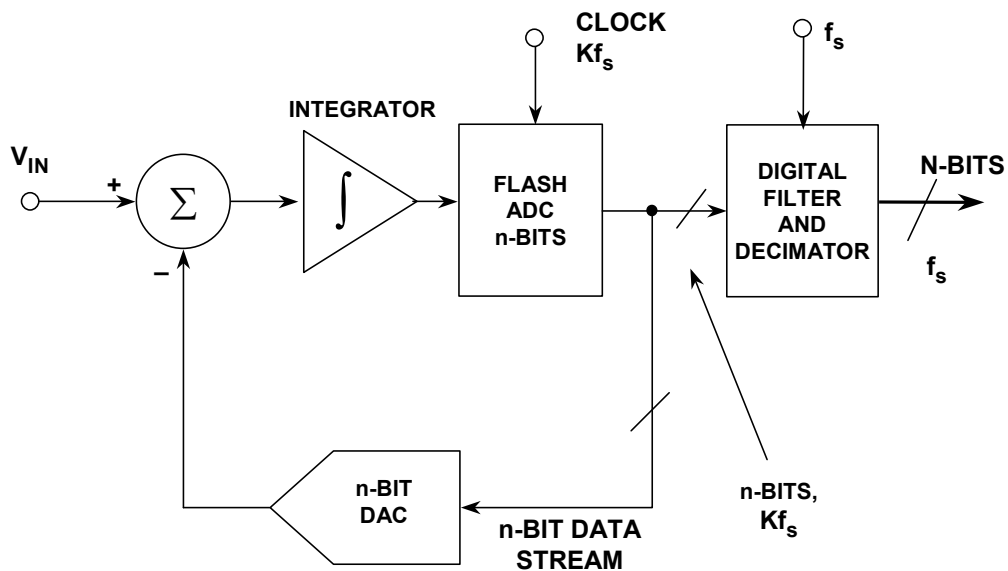 CLOCK
Kfs
fs
INTEGRATOR
VIN
+
Σ
−
∫
FLASH
ADC
n-BITS
DIGITAL
FILTER
AND
DECIMATOR
N-BITS
fs
n-BIT
DAC
n-BIT DATA
STREAM
n-BITS,
Kfs